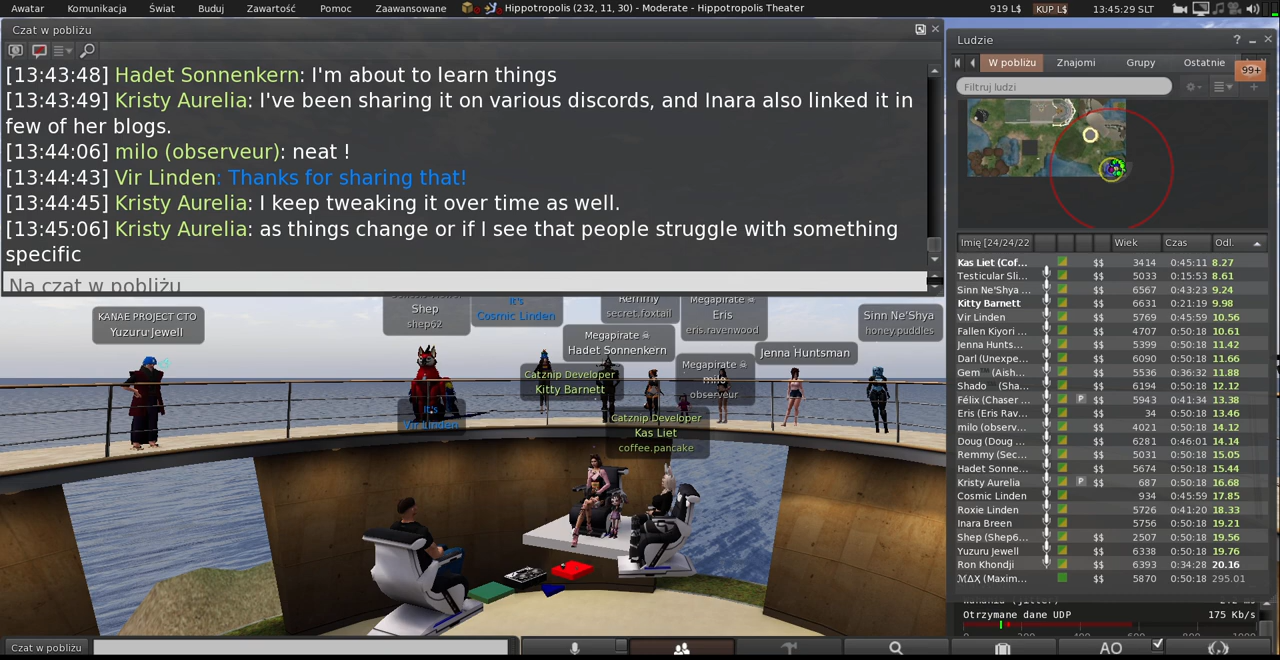 Awatar Komunikacja Świat Buduj Zawartość Pomoc Zaawansowane Hippotropolis (232, 11, 30) - Moderate - Hippotropolis Theater 919 L$ KUP L$ 13:45:29 SLT
Czat w pobliżu
[13:43:48] Hadet Sonnenkern: I'm about to learn things
[13:43:49] Kristy Aurelia: I've been sharing it on various discords, and Inara also linked it in
few of her blogs.
[13:44:06] milo (observeur): neat !
[13:44:43] Vir Linden: Thanks for sharing that!
[13:44:45] Kristy Aurelia: I keep tweaking it over time as well.
[13:45:06] Kristy Aurelia: as things change or if I see that people struggle with something
specific
Na czat w pobliżu
KANAE PROJECT CTO
Yuzuru Jewell
Shep
shep62
It's
Cosmic Linden
Remmy
secret.foxtail
Megapirate ☠
Eris
eris.ravenwood
Sinn Ne'Shya
honey.puddles
Megapirate ☠
Hadet Sonnenkern
Jenna Huntsman
Megapirate ☠
milo
observeur
Catznip Developer
Kitty Barnett
It's
Vir Linden
Catznip Developer
Kas Liet
coffee.pancake
Ludzie
W pobliżu Znajomi Grupy Ostatnie
99+
Filtruj ludzi
Imię [24/24/22 Wiek Czas Odl.
Kas Liet (Cof... $$ 3414 0:45:11 8.27
Testicular Sli... $$ 5033 0:15:53 8.61
Sinn Ne'Shya ... $$ 6567 0:43:23 9.24
Kitty Barnett $$ 6631 0:21:19 9.98
Vir Linden $$ 5769 0:45:59 10.56
Fallen Kiyori ... $$ 4707 0:50:18 10.61
Jenna Hunts... $$ 5399 0:50:18 11.42
Darl (Unexpe... $$ 6090 0:50:18 11.66
Gem™ (Aish... $$ 5536 0:36:32 11.88
Shado™ (Sha... $$ 6194 0:50:18 12.12
Félix (Chaser ... P $$ 5943 0:41:34 13.38
Eris (Eris Rav... $$ 34 0:50:18 13.46
milo (observ... $$ 4021 0:50:18 14.12
Doug (Doug ... $$ 6281 0:46:01 14.14
Remmy (Sec... $$ 5031 0:50:18 15.05
Hadet Sonne... $$ 5674 0:50:18 15.44
Kristy Aurelia P $$ 687 0:50:18 16.68
Cosmic Linden 934 0:45:59 17.85
Roxie Linden 5726 0:41:20 18.33
Inara Breen 5756 0:50:18 19.21
Shep (Shep6... $$ 2507 0:50:18 19.56
Yuzuru Jewell $$ 6338 0:50:18 19.76
Ron Khondji $$ 6393 0:34:28 20.16
ℳΔX (Maxim... $$ 5870 0:50:18 295.01
Otrzymane dane UDP 175 Kb/s
Czat w pobliżu
AO